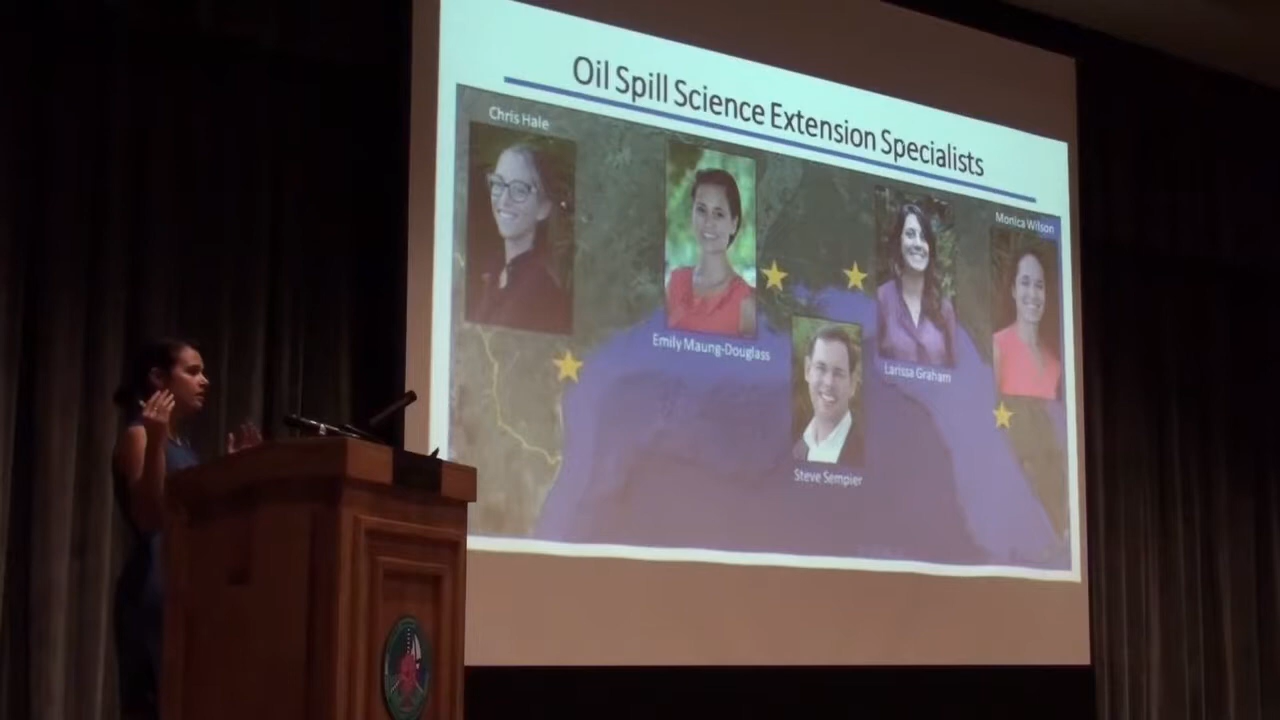 Oil Spill Science Extension Specialists
Chris Hale
Monica Wilson
Emily Maung-Douglass
Larissa Graham
Steve Sempier